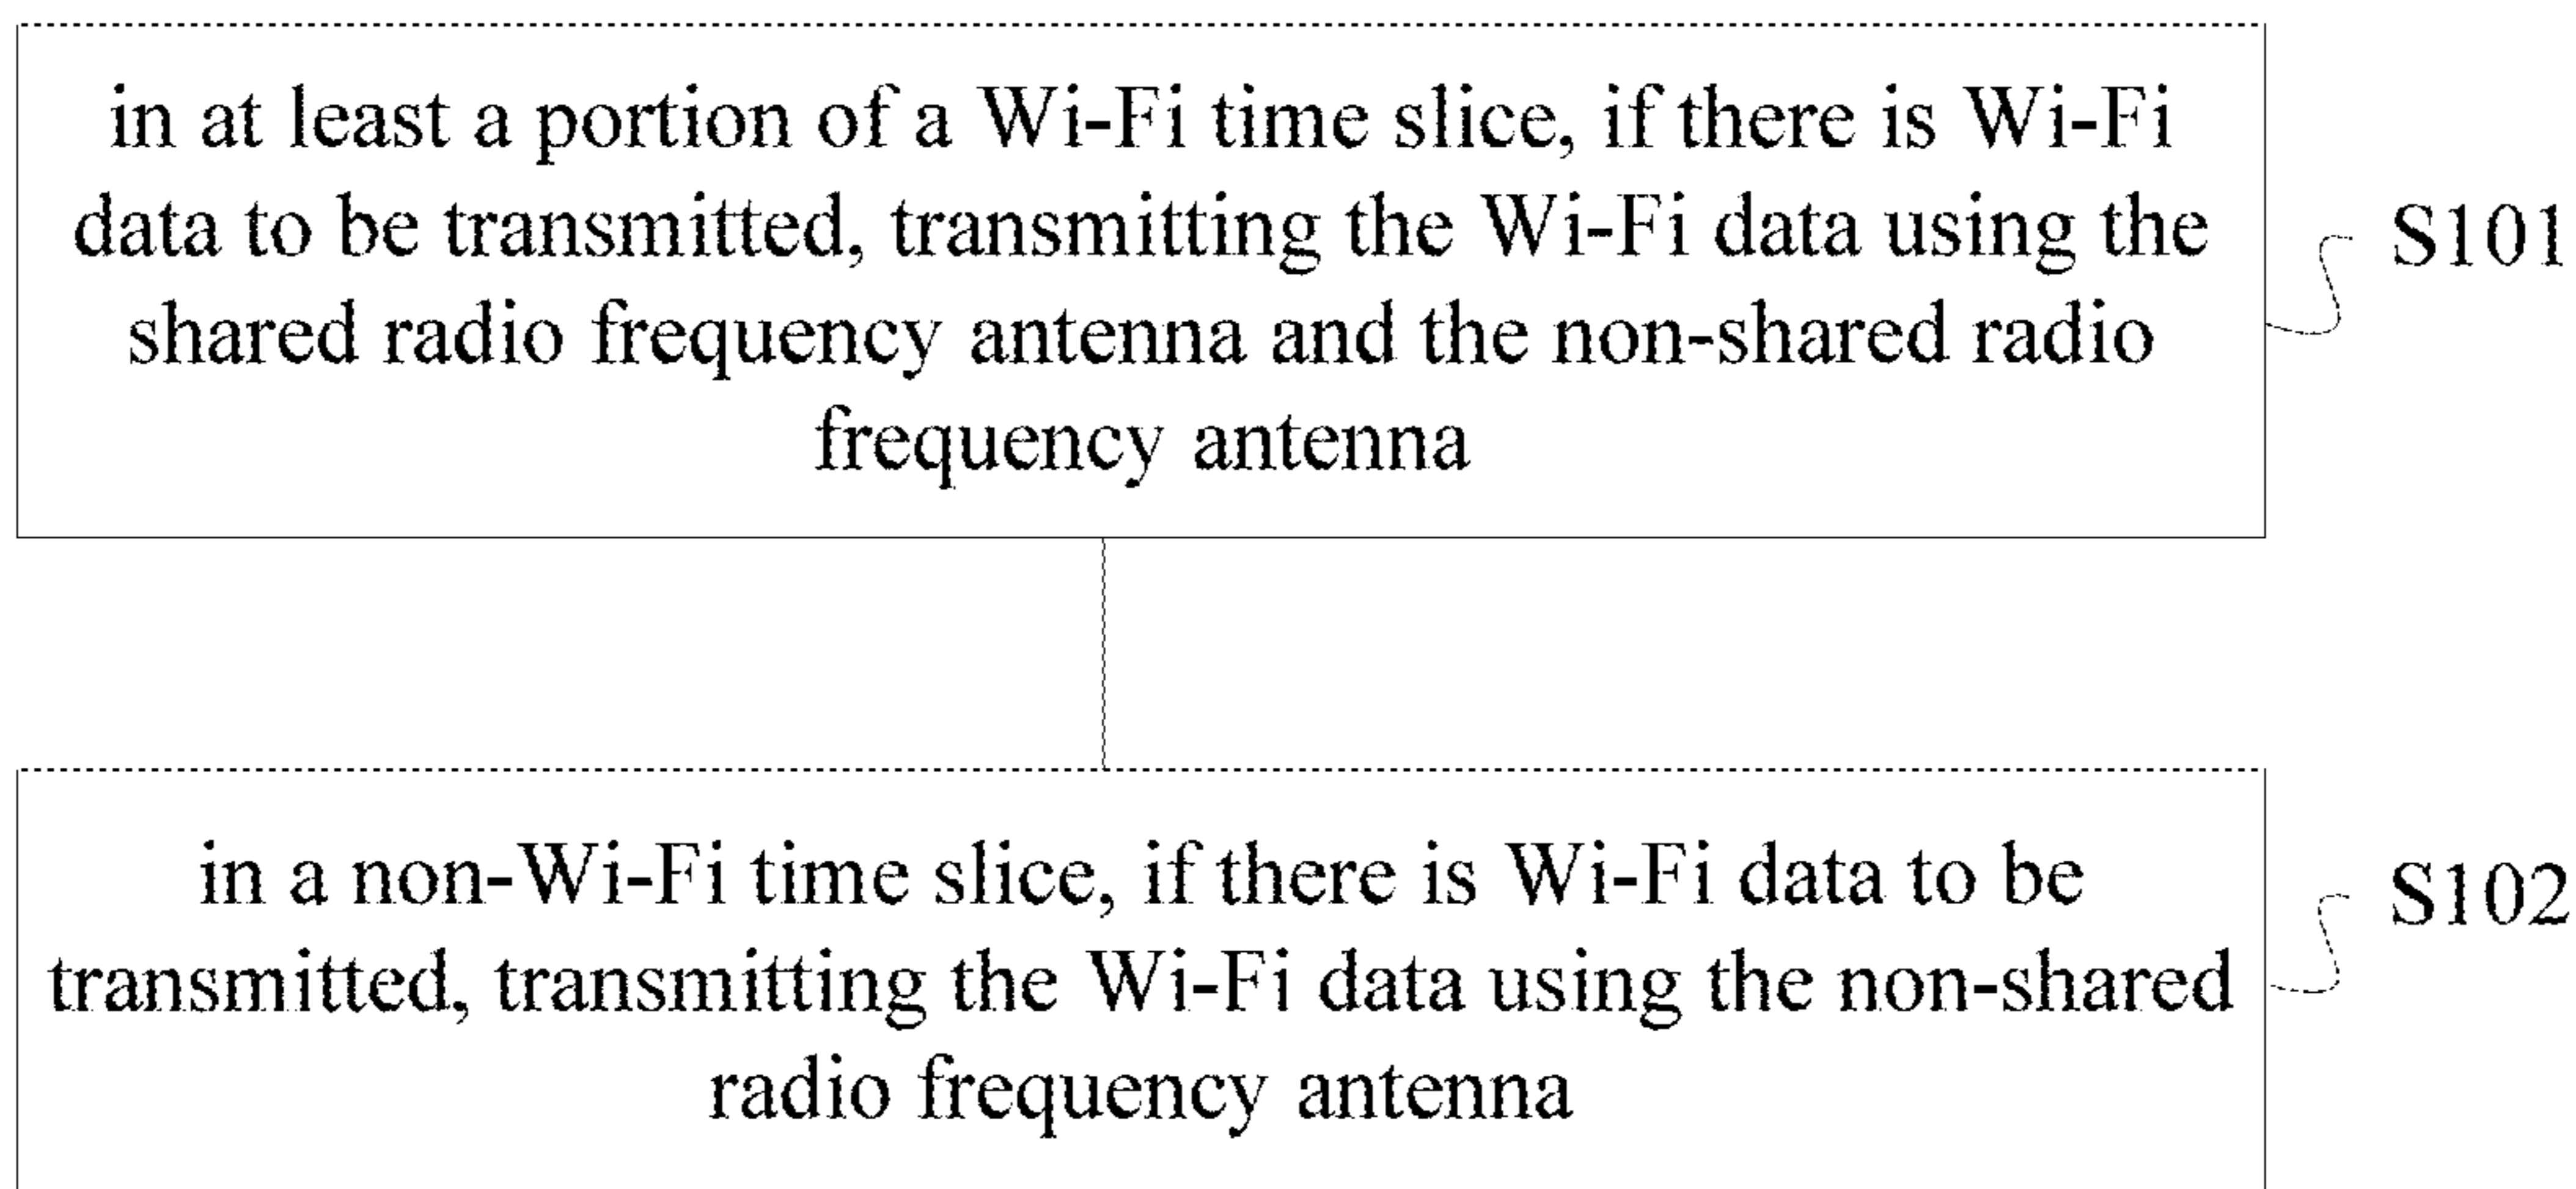 in at least a portion of a Wi-Fi time slice, if there is Wi-Fi
data to be transmitted, transmitting the Wi-Fi data using the
shared radio frequency antenna and the non-shared radio
frequency antenna
S101
in a non-Wi-Fi time slice, if there is Wi-Fi data to be
transmitted, transmitting the Wi-Fi data using the non-shared
radio frequency antenna
S102